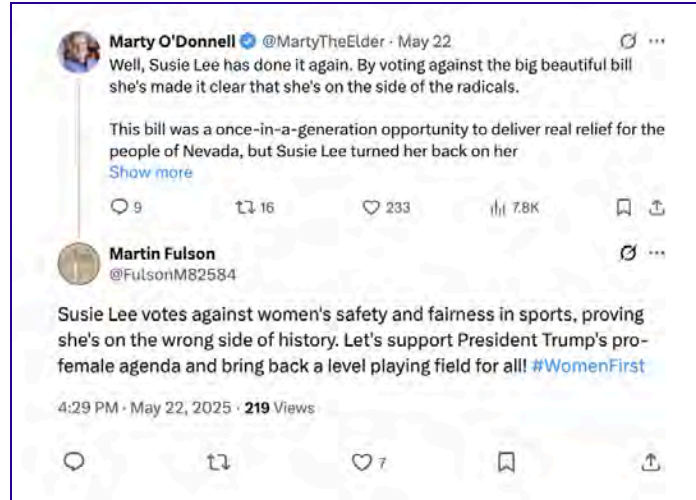 Marty O'Donnell @MartyTheElder · May 22
Well, Susie Lee has done it again. By voting against the big beautiful bill
she's made it clear that she's on the side of the radicals.
This bill was a once-in-a-generation opportunity to deliver real relief for the
people of Nevada, but Susie Lee turned her back on her
Show more
9 16 233 7.8K
Martin Fulson
@FulsonM82584
Susie Lee votes against women's safety and fairness in sports, proving
she's on the wrong side of history. Let's support President Trump's pro-
female agenda and bring back a level playing field for all! #WomenFirst
4:29 PM · May 22, 2025 · 219 Views
7